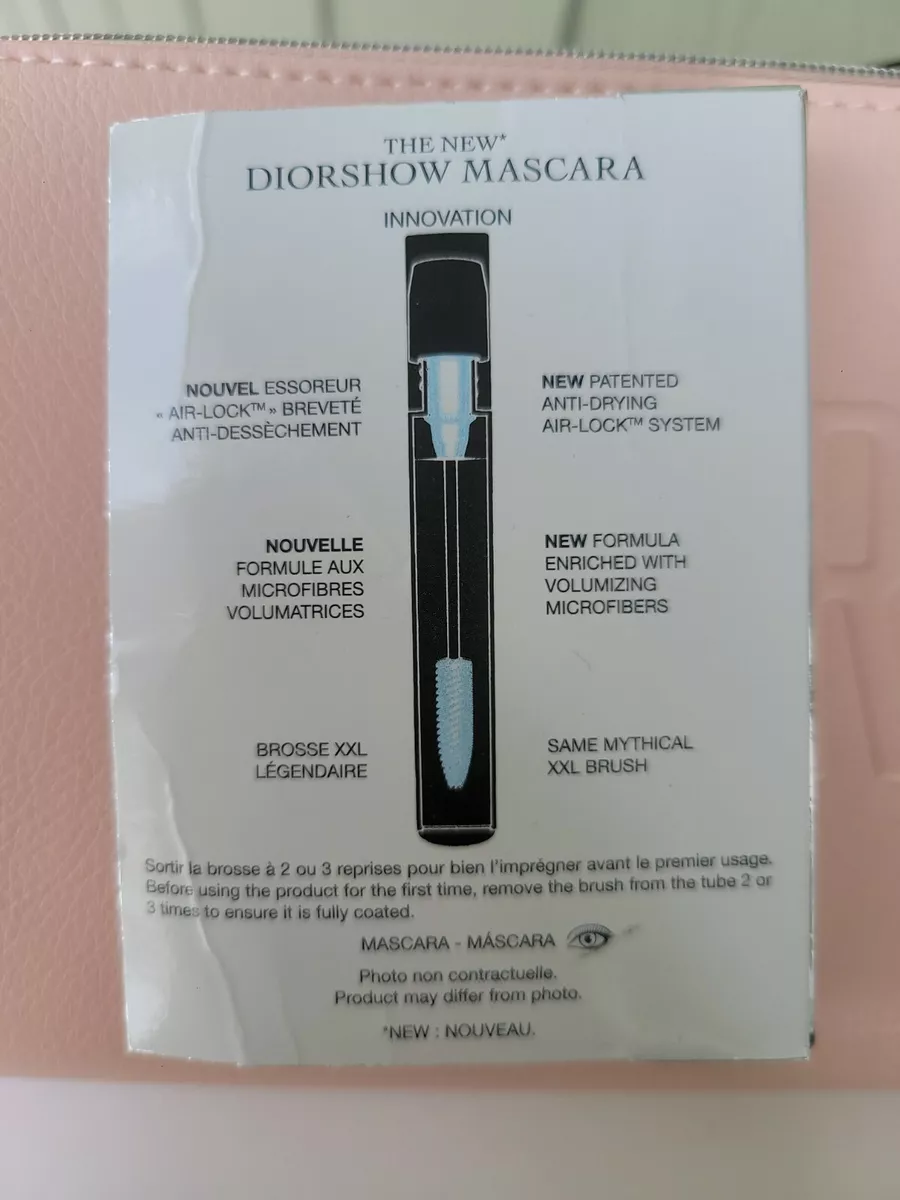 THE NEW*
DIORSHOW MASCARA
INNOVATION
NOUVEL ESSOREUR
« AIR-LOCK™ » BREVETÉ
ANTI-DESSÈCHEMENT
NEW PATENTED
ANTI-DRYING
AIR-LOCK™ SYSTEM
NOUVELLE
FORMULE AUX
MICROFIBRES
VOLUMATRICES
NEW FORMULA
ENRICHED WITH
VOLUMIZING
MICROFIBERS
BROSSE XXL
LÉGENDAIRE
SAME MYTHICAL
XXL BRUSH
Sortir la brosse à 2 ou 3 reprises pour bien l'imprégner avant le premier usage.
Before using the product for the first time, remove the brush from the tube 2 or
3 times to ensure it is fully coated.
MASCARA - MÁSCARA
Photo non contractuelle.
Product may differ from photo.
*NEW : NOUVEAU.